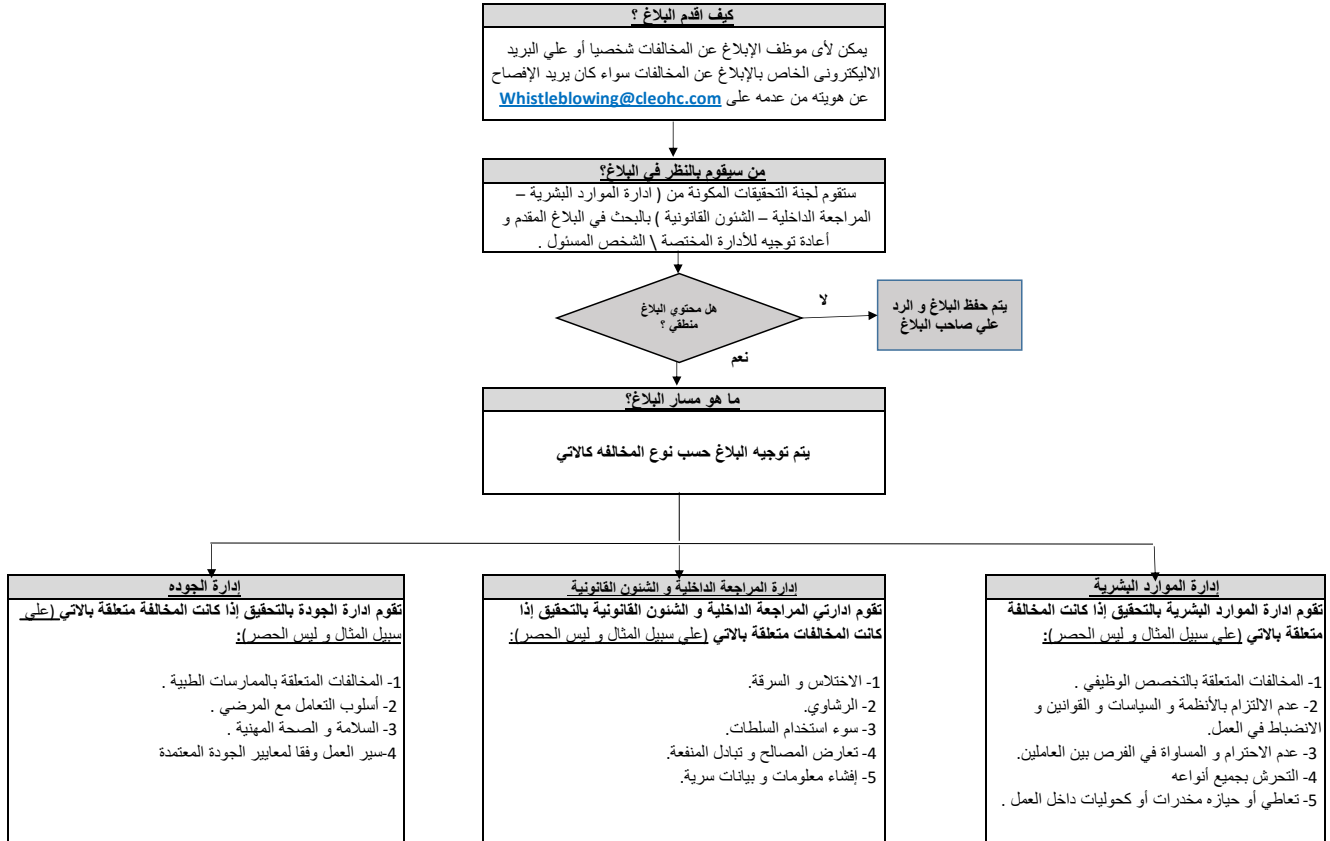 كيف اقدم البلاغ ؟
يمكن لأى موظف الإبلاغ عن المخالفات شخصيا أو علي البريد
الاليكترونى الخاص بالإبلاغ عن المخالفات سواء كان يريد الإفصاح
عن هويته من عدمه على Whistleblowing@cleohc.com
من سيقوم بالنظر في البلاغ؟
ستقوم لجنة التحقيقات المكونة من ( ادارة الموارد البشرية –
المراجعة الداخلية – الشئون القانونية ) بالبحث في البلاغ المقدم و
أعادة توجيه للأدارة المختصة \ الشخص المسئول .
هل محتوي البلاغ
منطقي ؟
لا
يتم حفظ البلاغ و الرد
علي صاحب البلاغ
نعم
ما هو مسار البلاغ؟
يتم توجيه البلاغ حسب نوع المخالفه كالاتي
إدارة الموارد البشرية
تقوم ادارة الموارد البشرية بالتحقيق إذا كانت المخالفة
متعلقة بالاتي (علي سبيل المثال و ليس الحصر):
1- المخالفات المتعلقة بالتخصص الوظيفي .
2- عدم الالتزام بالأنظمة و السياسات و القوانين و
الانضباط في العمل.
3- عدم الاحترام و المساواة في الفرص بين العاملين.
4- التحرش بجميع أنواعه
5- تعاطي أو حيازه مخدرات أو كحوليات داخل العمل .
إدارة المراجعة الداخلية و الشئون القانونية
تقوم ادارتي المراجعة الداخلية و الشئون القانونية بالتحقيق إذا
كانت المخالفات متعلقة بالاتي (علي سبيل المثال و ليس الحصر):
1- الاختلاس و السرقة.
2- الرشاوي.
3- سوء استخدام السلطات.
4- تعارض المصالح و تبادل المنفعة.
5- إفشاء معلومات و بيانات سرية.
إدارة الجوده
تقوم ادارة الجودة بالتحقيق إذا كانت المخالفة متعلقة بالاتي (علي
سبيل المثال و ليس الحصر):
1- المخالفات المتعلقة بالممارسات الطبية .
2- أسلوب التعامل مع المرضي .
3- السلامة و الصحة المهنية .
4-سير العمل وفقا لمعايير الجودة المعتمدة